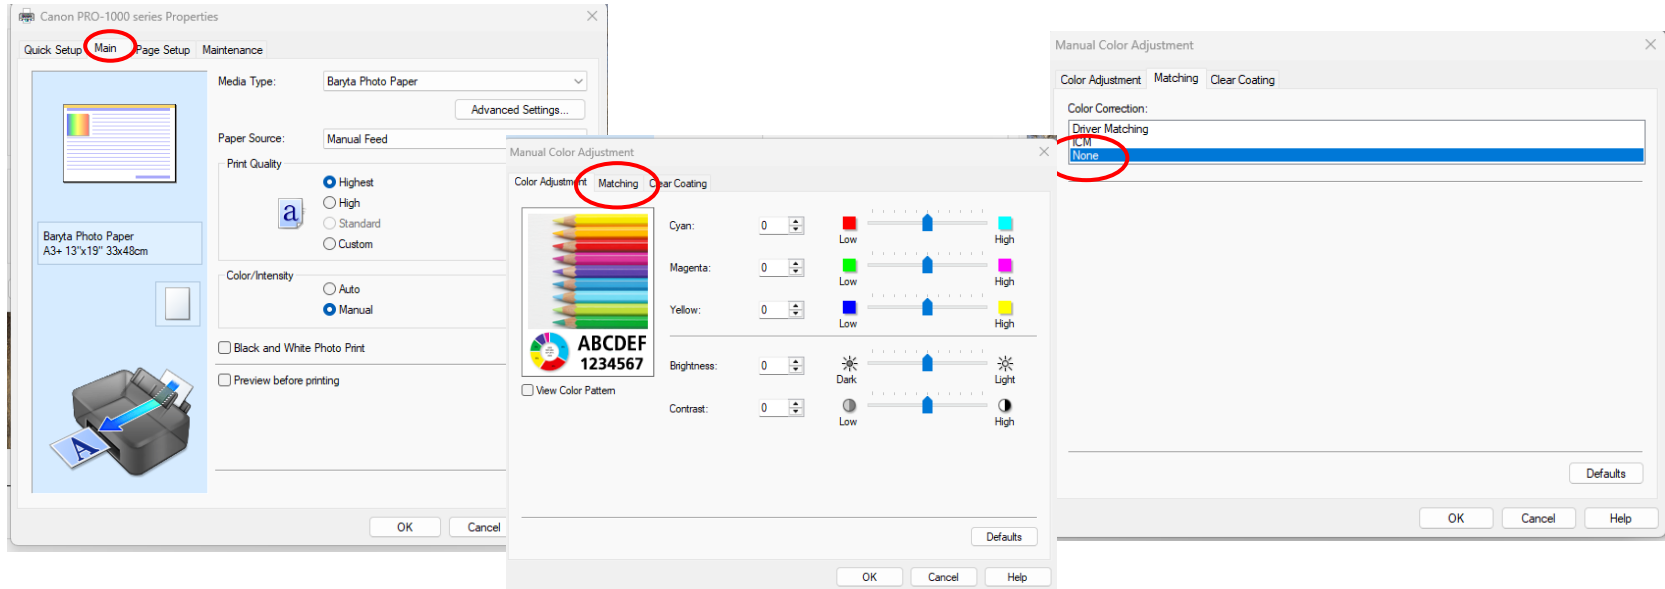 Canon PRO-1000 series Properties
Quick Setup Main Page Setup Maintenance
Media Type: Baryta Photo Paper
Advanced Settings...
Paper Source: Manual Feed
Print Quality
Highest
High
Standard
Custom
a
Baryta Photo Paper
A3+ 13"x19" 33x48cm
Color/Intensity
Auto
Manual
Black and White Photo Print
Preview before printing
A
OK Cancel
Manual Color Adjustment
Color Adjustment Matching Clear Coating
ABCDEF
1234567
View Color Pattern
Cyan: 0
Low High
Magenta: 0
Low High
Yellow: 0
Low High
Brightness: 0
Dark Light
Contrast: 0
Low High
Defaults
OK Cancel Help
Manual Color Adjustment
Color Adjustment Matching Clear Coating
Color Correction:
Driver Matching
ICM
None
Defaults
OK Cancel Help